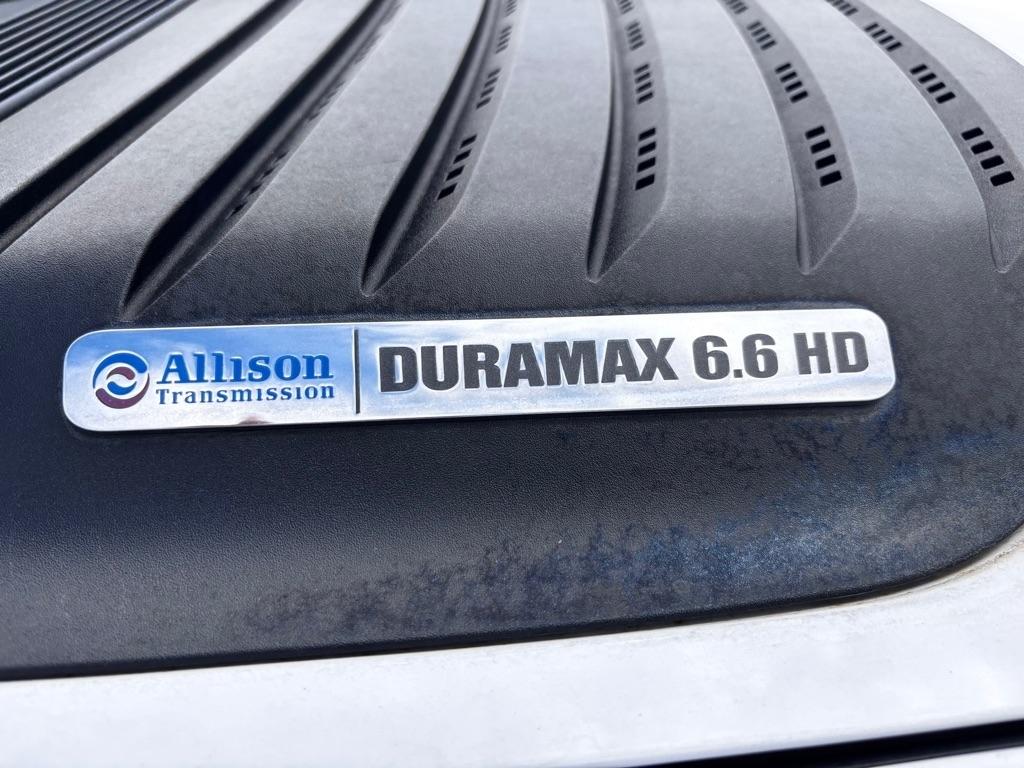 Allison
Transmission
DURAMAX 6.6 HD